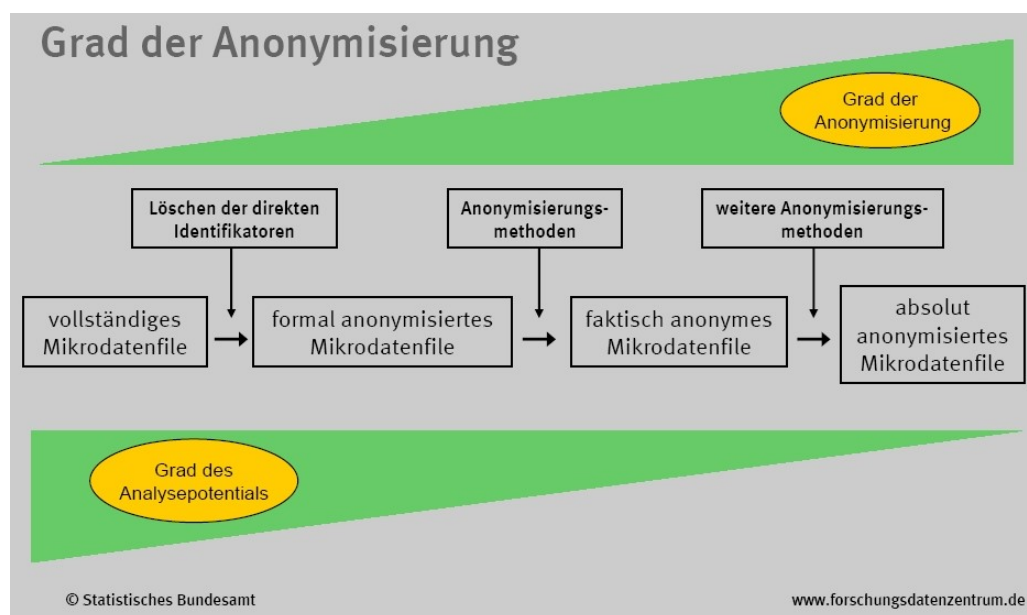 Grad der Anonymisierung
Grad der
Anonymisierung
Löschen der direkten
Identifikatoren
Anonymisierungs-
methoden
weitere Anonymisierungs-
methoden
vollständiges
Mikrodatenfile
formal anonymisiertes
Mikrodatenfile
faktisch anonymes
Mikrodatenfile
absolut
anonymisiertes
Mikrodatenfile
Grad des
Analysepotentials
© Statistisches Bundesamt
www.forschungsdatenzentrum.de